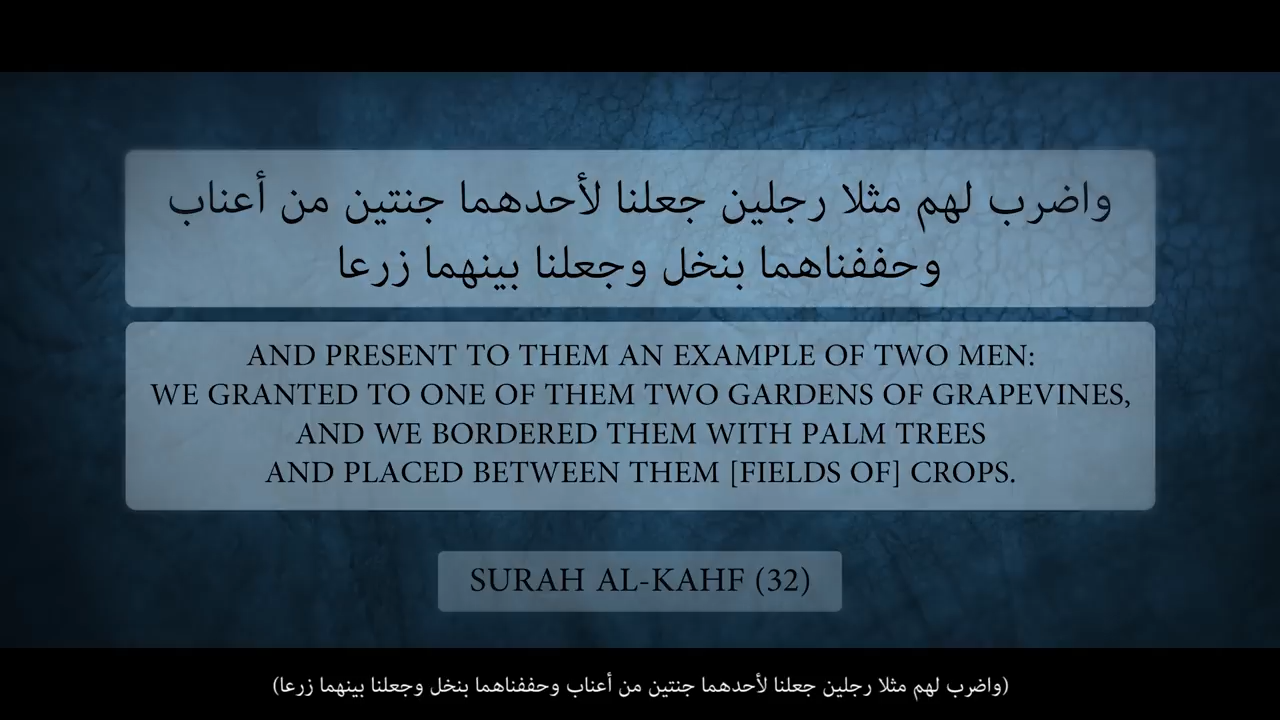 واضرب لهم مثلا رجلين جعلنا لأحدهما جنتين من أعناب
وحففناهما بنخل وجعلنا بينهما زرعا
AND PRESENT TO THEM AN EXAMPLE OF TWO MEN:
WE GRANTED TO ONE OF THEM TWO GARDENS OF GRAPEVINES,
AND WE BORDERED THEM WITH PALM TREES
AND PLACED BETWEEN THEM [FIELDS OF] CROPS.
SURAH AL-KAHF (32)
(واضرب لهم مثلا رجلين جعلنا لأحدهما جنتين من أعناب وحففناهما بنخل وجعلنا بينهما زرعا)